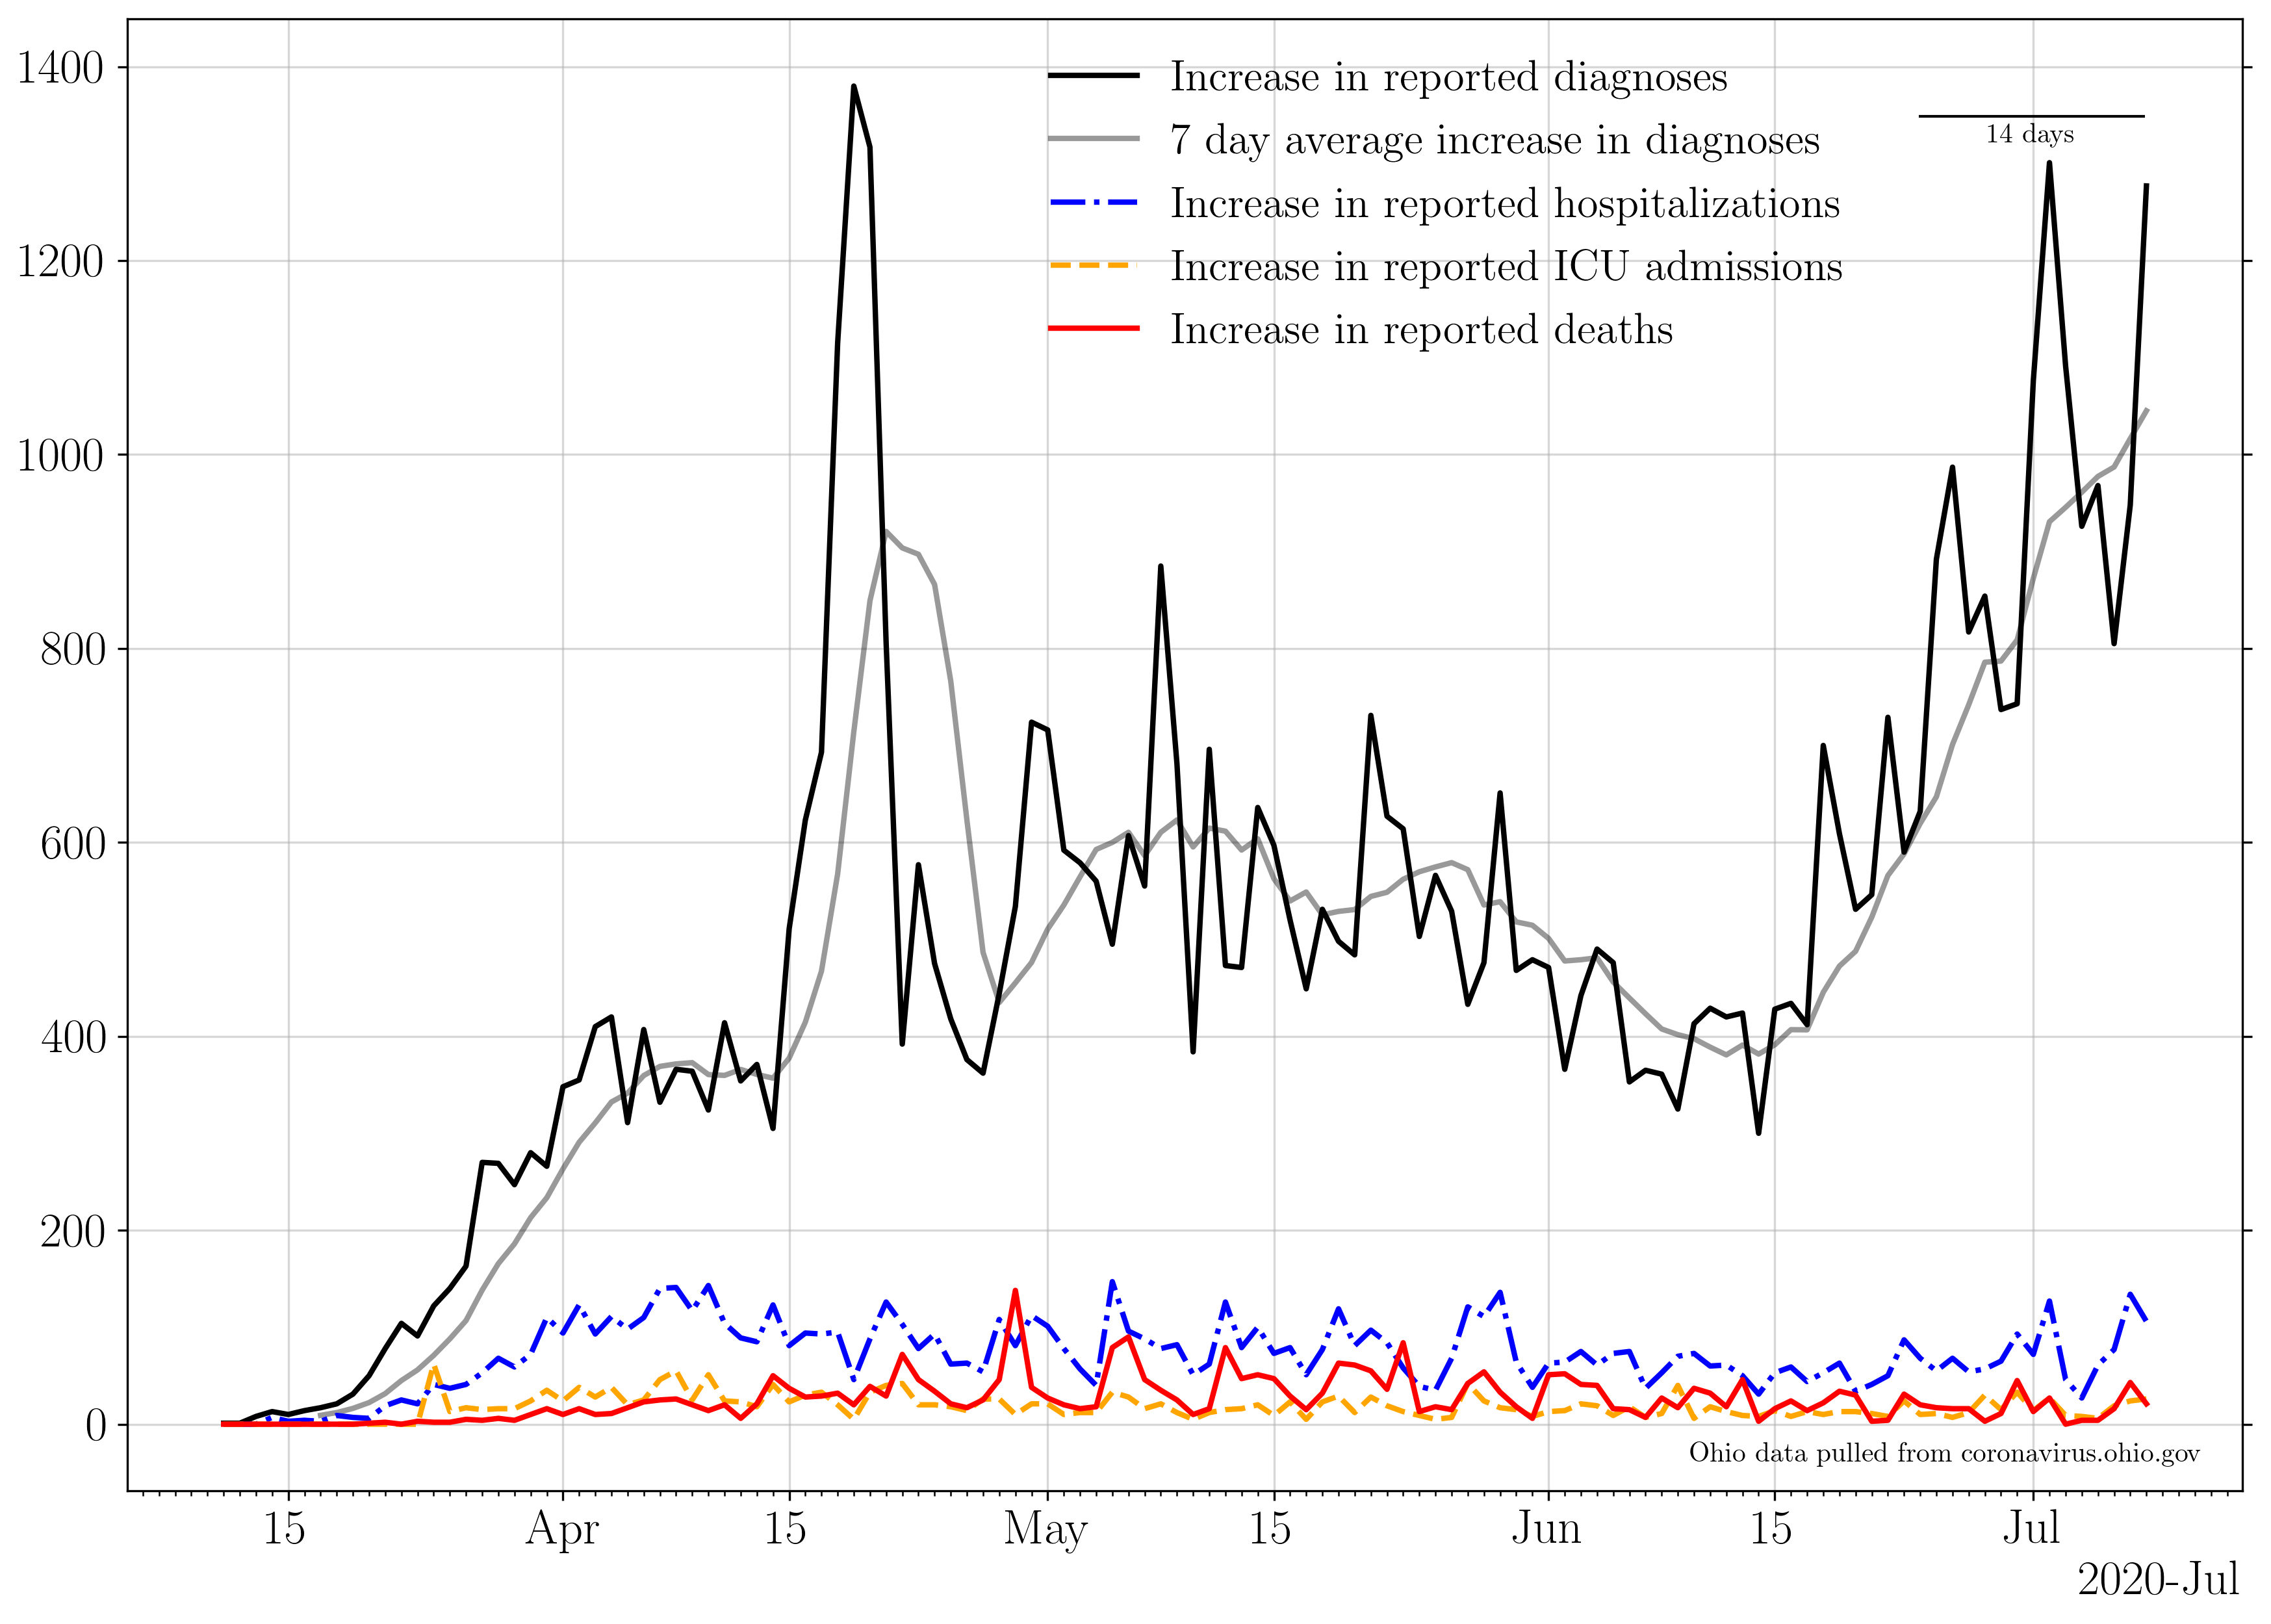 1400
1200
1000
800
600
400
200
0
Increase in reported diagnoses
7 day average increase in diagnoses
Increase in reported hospitalizations
Increase in reported ICU admissions
Increase in reported deaths
14 days
Ohio data pulled from coronavirus.ohio.gov
15 Apr 15 May 15 Jun 15 Jul
2020-Jul